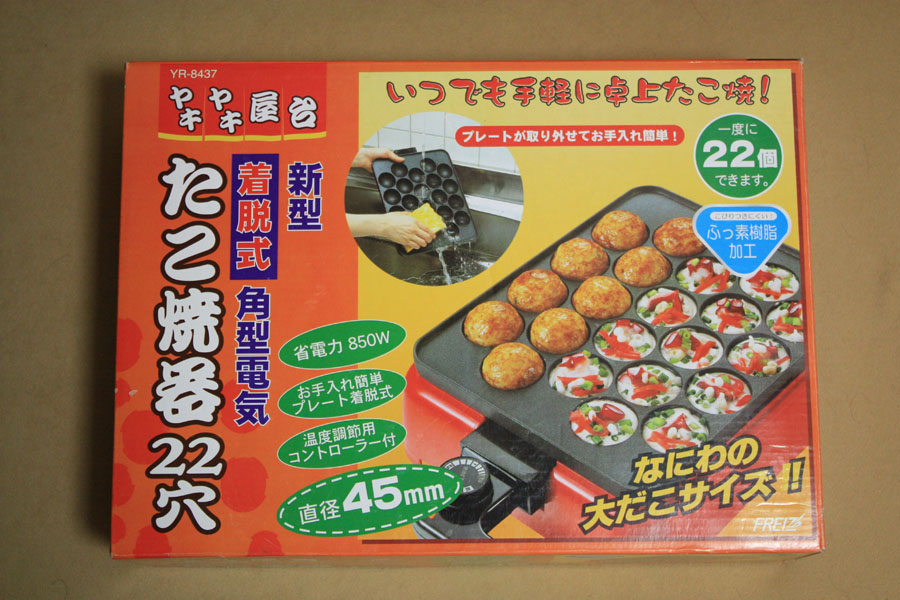 YR-8437
ヤキヤキ屋台
新型
着脱式
角型電気
たこ焼器22穴
いつでも手軽に卓上たこ焼!
プレートが取り外せてお手入れ簡単!
一度に
22個
できます。
こびりつきにくい!
ふっ素樹脂
加工
省電力 850W
お手入れ簡単
プレート着脱式
温度調節用
コントローラー付
直径45mm
なにわの
大だこサイズ!!
FREIZ